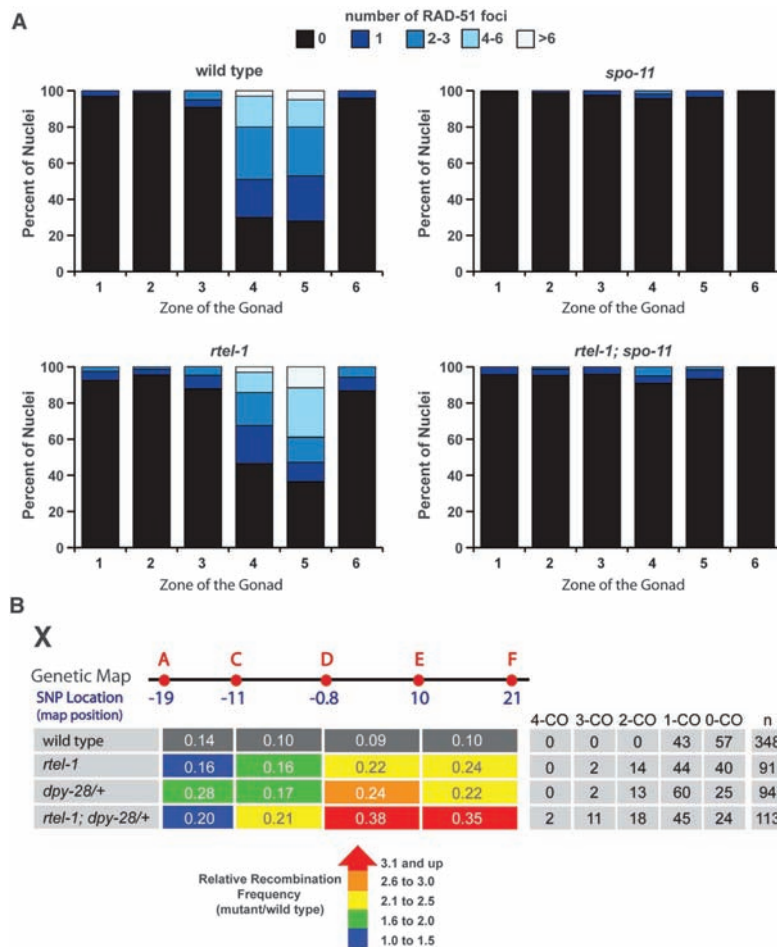 A
number of RAD-51 foci
0 1 2-3 4-6 >6
wild type
Percent of Nuclei
100
80
60
40
20
0
1 2 3 4 5 6
Zone of the Gonad
spo-11
Percent of Nuclei
100
80
60
40
20
0
1 2 3 4 5 6
Zone of the Gonad
rtel-1
Percent of Nuclei
100
80
60
40
20
0
1 2 3 4 5 6
Zone of the Gonad
rtel-1; spo-11
Percent of Nuclei
100
80
60
40
20
0
1 2 3 4 5 6
Zone of the Gonad
B
X
A C D E F
Genetic Map
SNP Location -19 -11 -0.8 10 21
(map position)
4-CO 3-CO 2-CO 1-CO 0-CO n
wild type 0.14 0.10 0.09 0.10 0 0 0 43 57 348
rtel-1 0.16 0.16 0.22 0.24 0 2 14 44 40 91
dpy-28/+ 0.28 0.17 0.24 0.22 0 2 13 60 25 94
rtel-1; dpy-28/+ 0.20 0.21 0.38 0.35 2 11 18 45 24 113
Relative Recombination
Frequency
(mutant/wild type)
3.1 and up
2.6 to 3.0
2.1 to 2.5
1.6 to 2.0
1.0 to 1.5